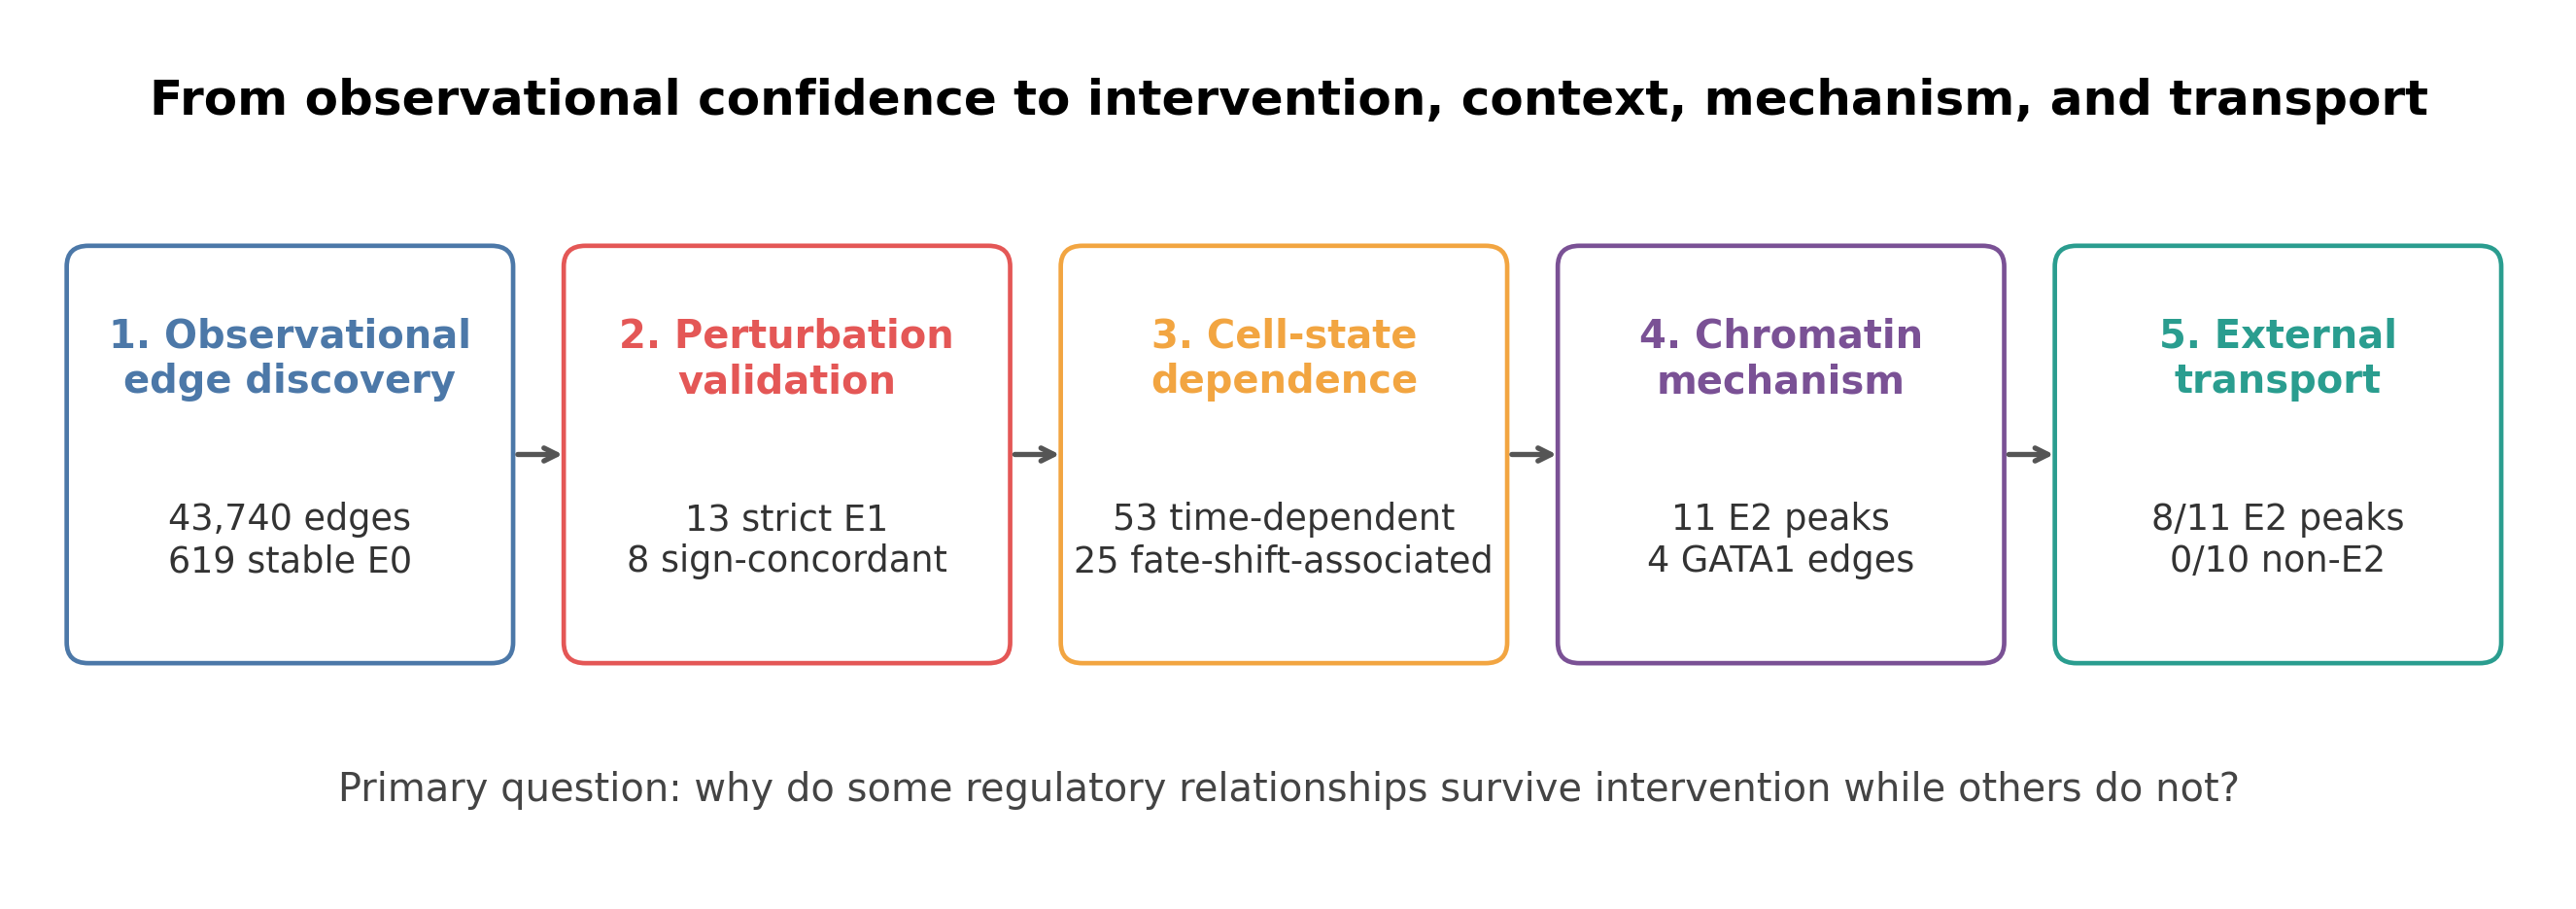 From observational confidence to intervention, context, mechanism, and transport
1. Observational
edge discovery
43,740 edges
619 stable E0
2. Perturbation
validation
13 strict E1
8 sign-concordant
3. Cell-state
dependence
53 time-dependent
25 fate-shift-associated
4. Chromatin
mechanism
11 E2 peaks
4 GATA1 edges
5. External
transport
8/11 E2 peaks
0/10 non-E2
Primary question: why do some regulatory relationships survive intervention while others do not?